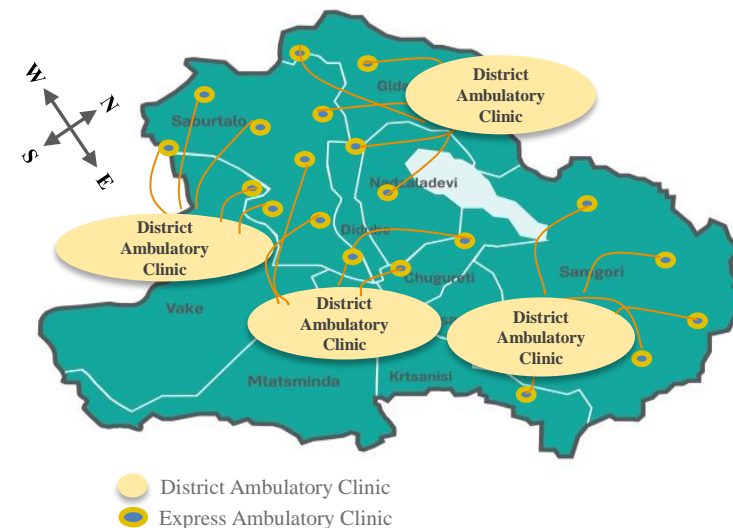 W
N
S
E
District
Ambulatory
Clinic
Saburtalo
Nadzaladevi
District
Ambulatory
Clinic
Didube
Samgori
Chugureti
Vake
District
Ambulatory
Clinic
District
Ambulatory
Clinic
Mtatsminda
Krtsanisi
District Ambulatory Clinic
Express Ambulatory Clinic